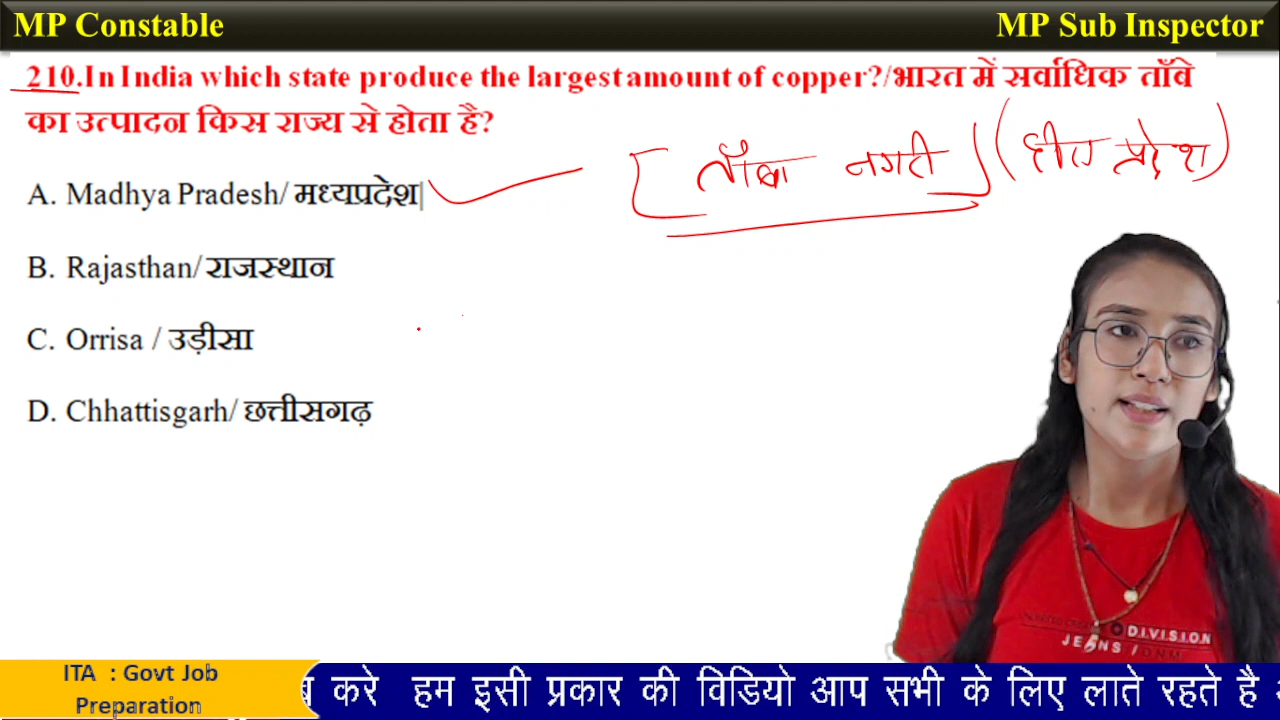 MP Constable
MP Sub Inspector
210.In India which state produce the largest amount of copper?/भारत में सर्वाधिक ताँबे
का उत्पादन किस राज्य से होता है?
[ताँबा नगरी] (हीरा प्रदेश)
A. Madhya Pradesh/ मध्यप्रदेश|
B. Rajasthan/ राजस्थान
C. Orrisa / उड़ीसा
D. Chhattisgarh/ छत्तीसगढ़
DIVISION
JEANS
ITA : Govt Job
Preparation
करे हम इसी प्रकार की विडियो आप सभी के लिए लाते रहते है